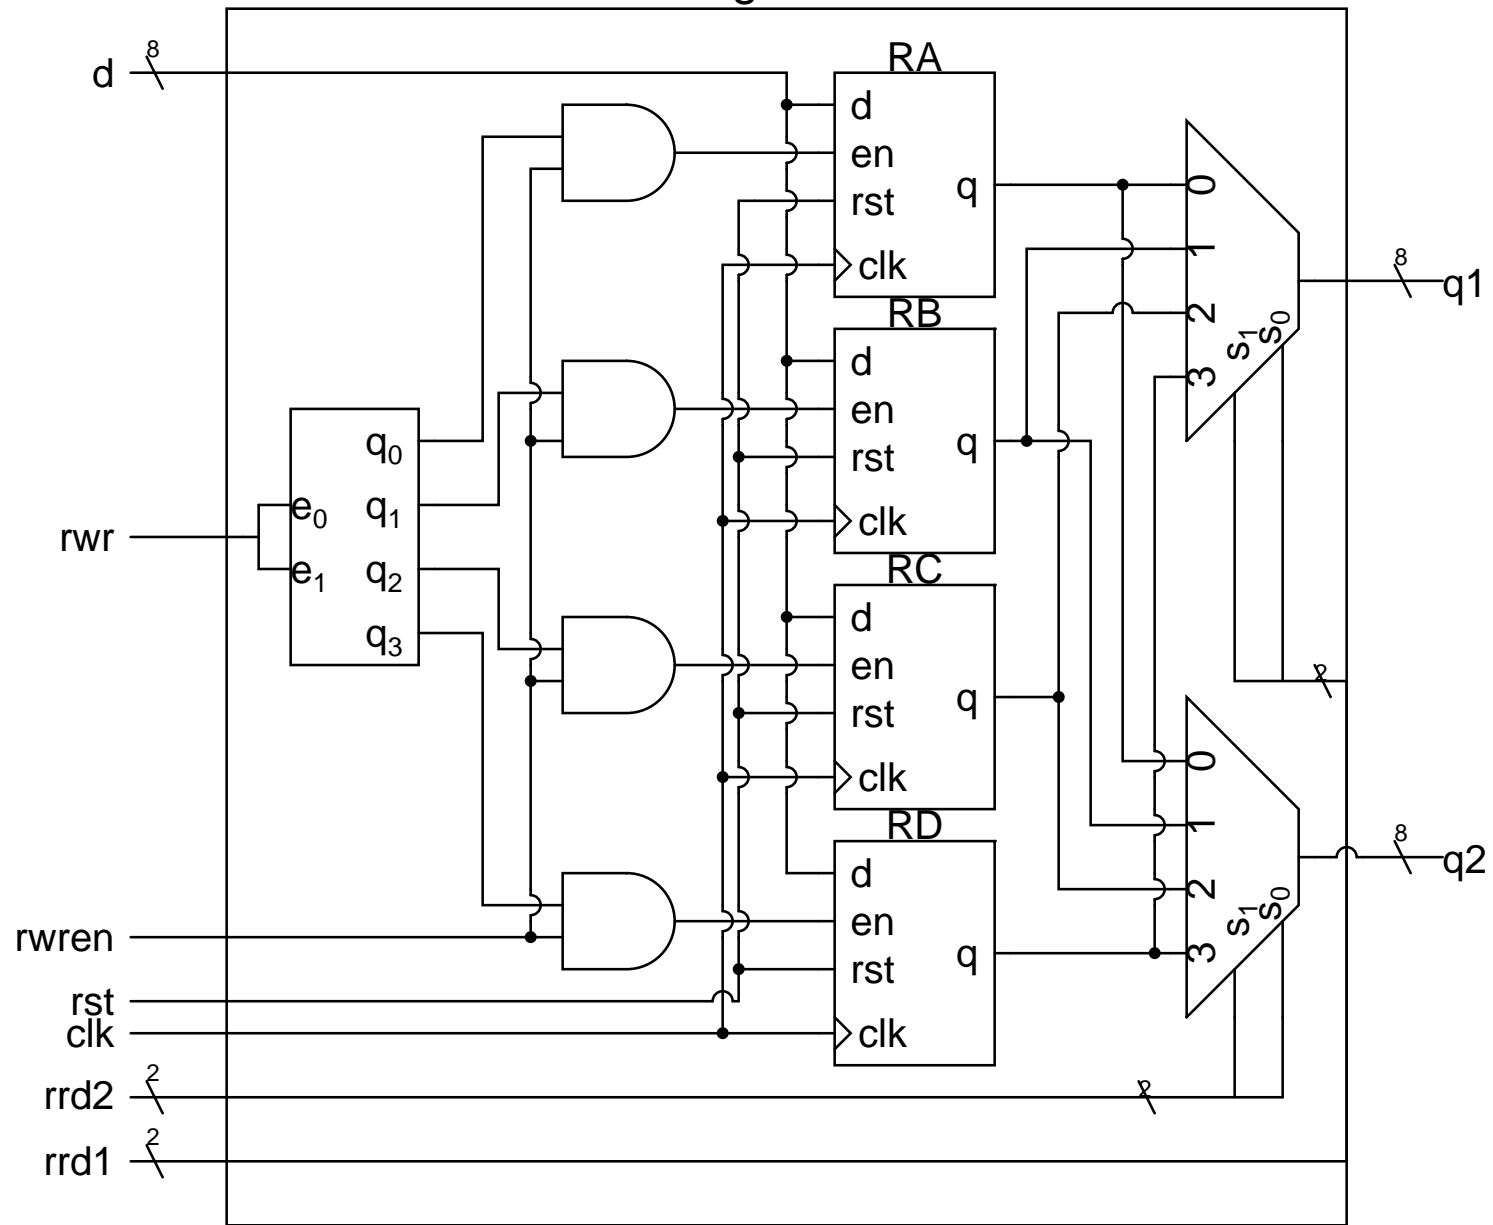 g
8
d
RA
d
en
rst
clk
q
0
1
2
3
s1
s0
8
q1
RB
d
en
rst
clk
q
q0
q1
q2
q3
e0
e1
rwr
RC
d
en
rst
clk
q
2
0
1
2
3
s1
s0
8
q2
RD
d
en
rst
clk
q
rwren
rst
clk
2
rrd2
2
2
rrd1